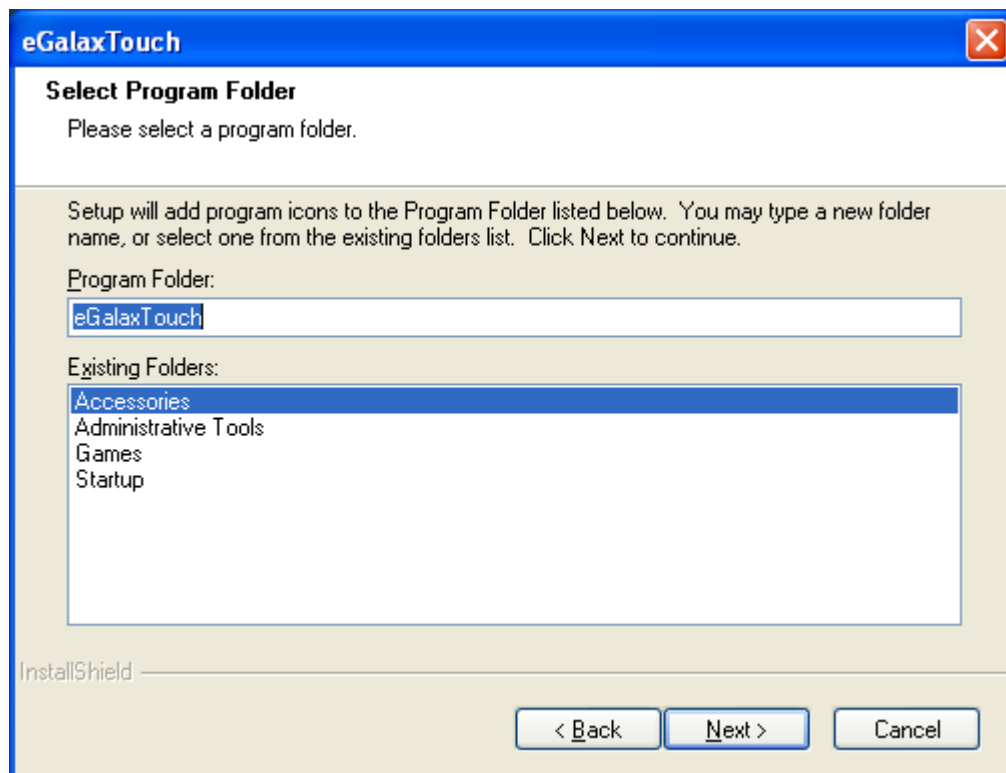 eGalaxTouch
Select Program Folder
Please select a program folder.
Setup will add program icons to the Program Folder listed below.  You may type a new folder
name, or select one from the existing folders list.  Click Next to continue.
Program Folder:
eGalaxTouch
Existing Folders:
Accessories
Administrative Tools
Games
Startup
InstallShield
< Back
Next >
Cancel